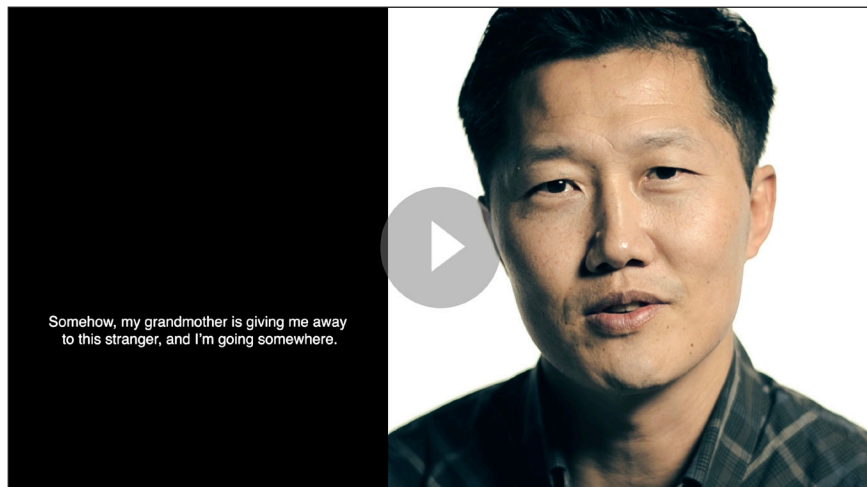 Somehow, my grandmother is giving me away
to this stranger, and I'm going somewhere.